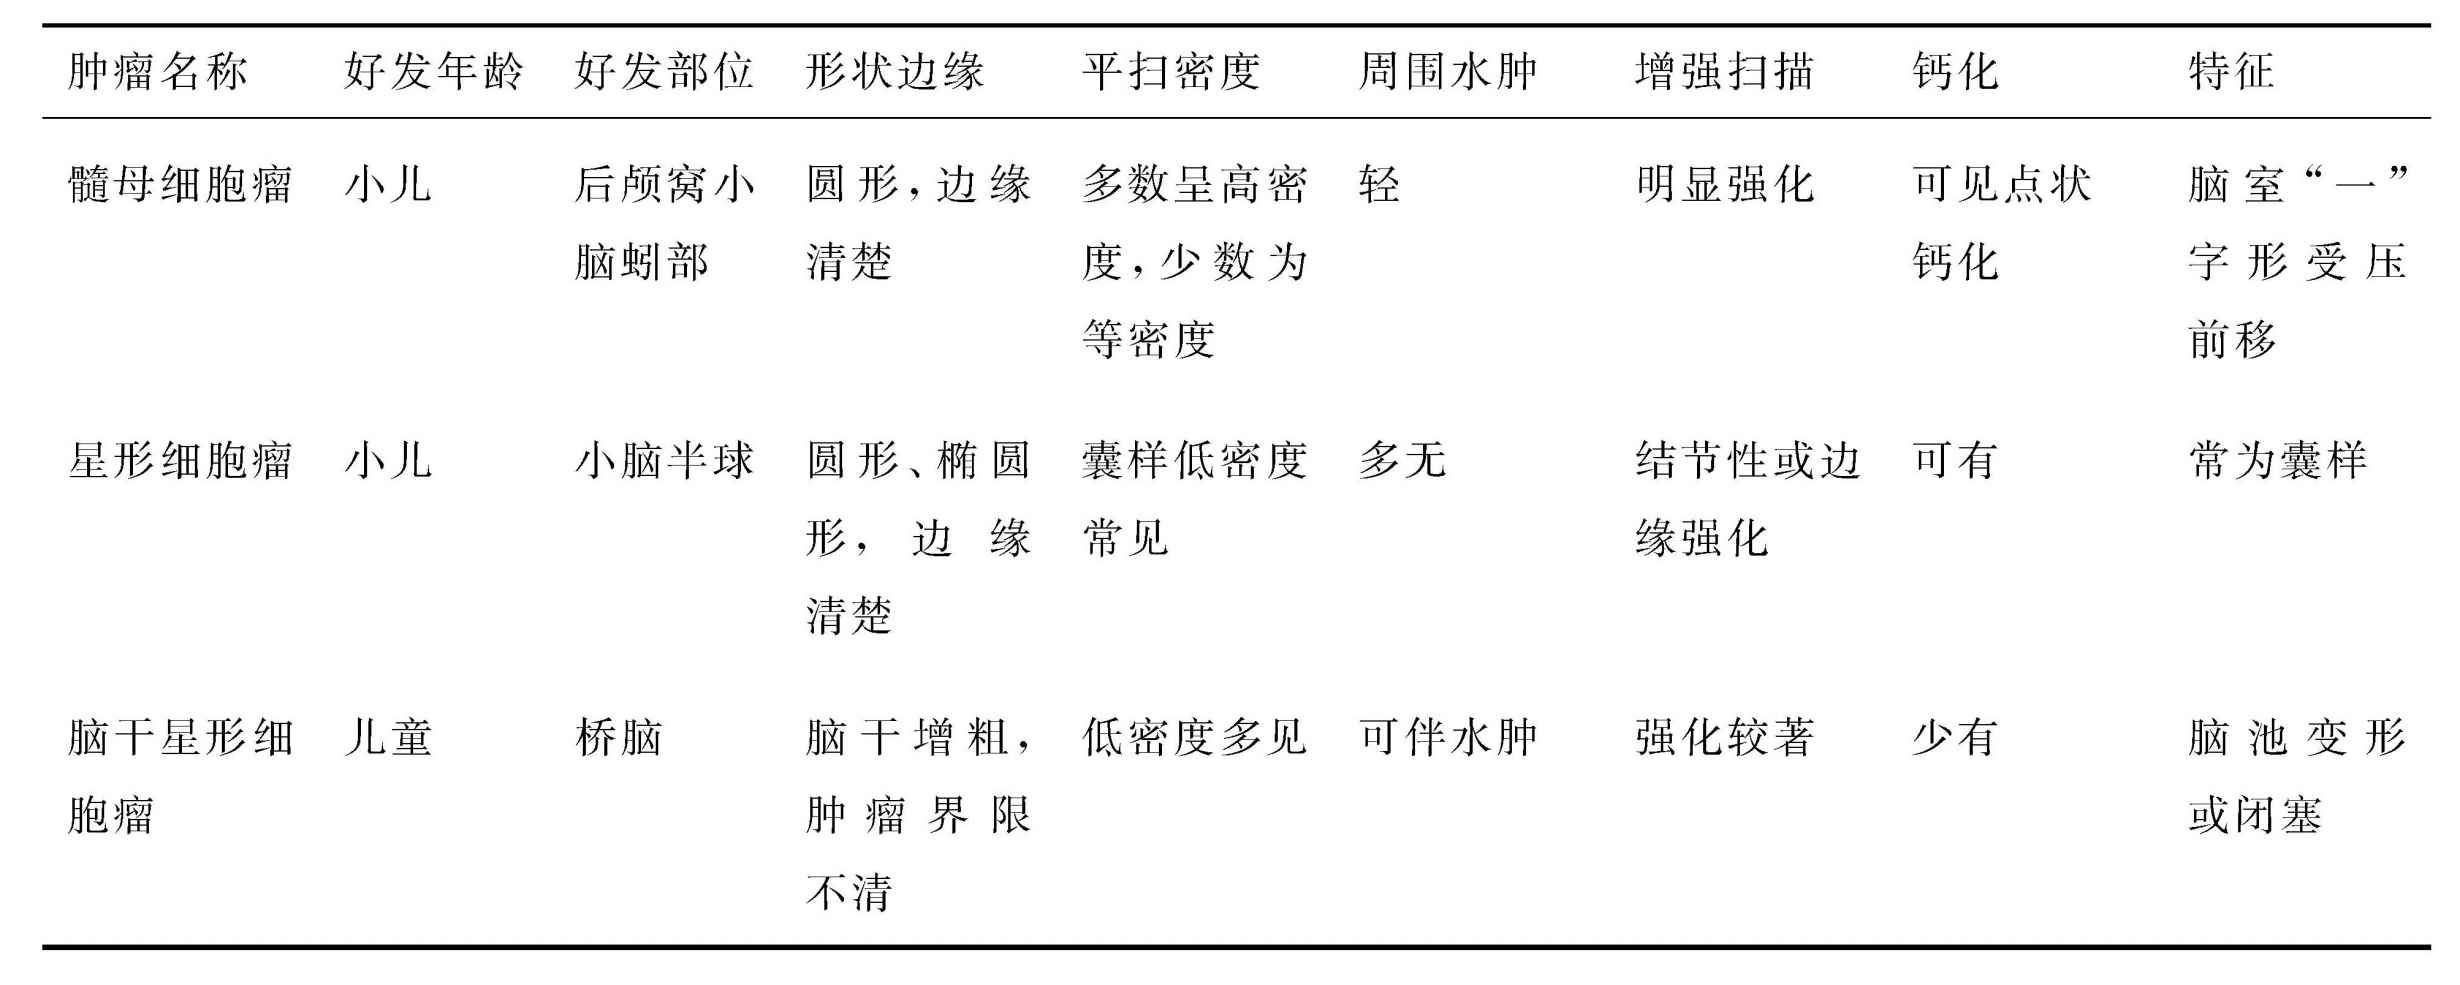 肿瘤名称 好发年龄 好发部位 形状边缘 平扫密度 周围水肿 增强扫描 钙化 特征
髓母细胞瘤 小儿 后颅窝小 圆形,边缘 多数呈高密 轻 明显强化 可见点状 脑室“一”
脑蚓部 清楚 度,少数为 钙化 字形受压
等密度 前移
星形细胞瘤 小儿 小脑半球 圆形、椭圆 囊样低密度 多无 结节性或边 可有 常为囊样
形,边缘 常见 缘强化
清楚
脑干星形细 儿童 桥脑 脑干增粗, 低密度多见 可伴水肿 强化较著 少有 脑池变形
胞瘤 肿瘤界限 或闭塞
不清